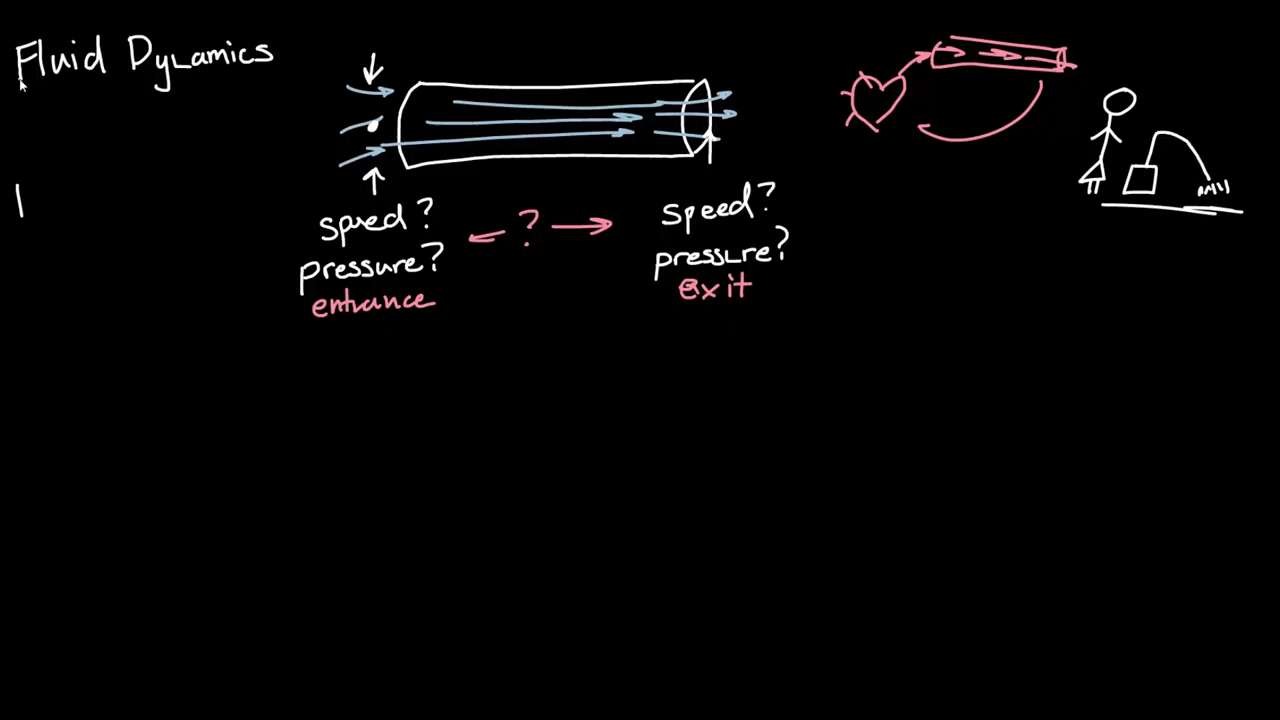 Fluid Dynamics
speed?
pressure?
entrance
?
speed?
pressure?
exit